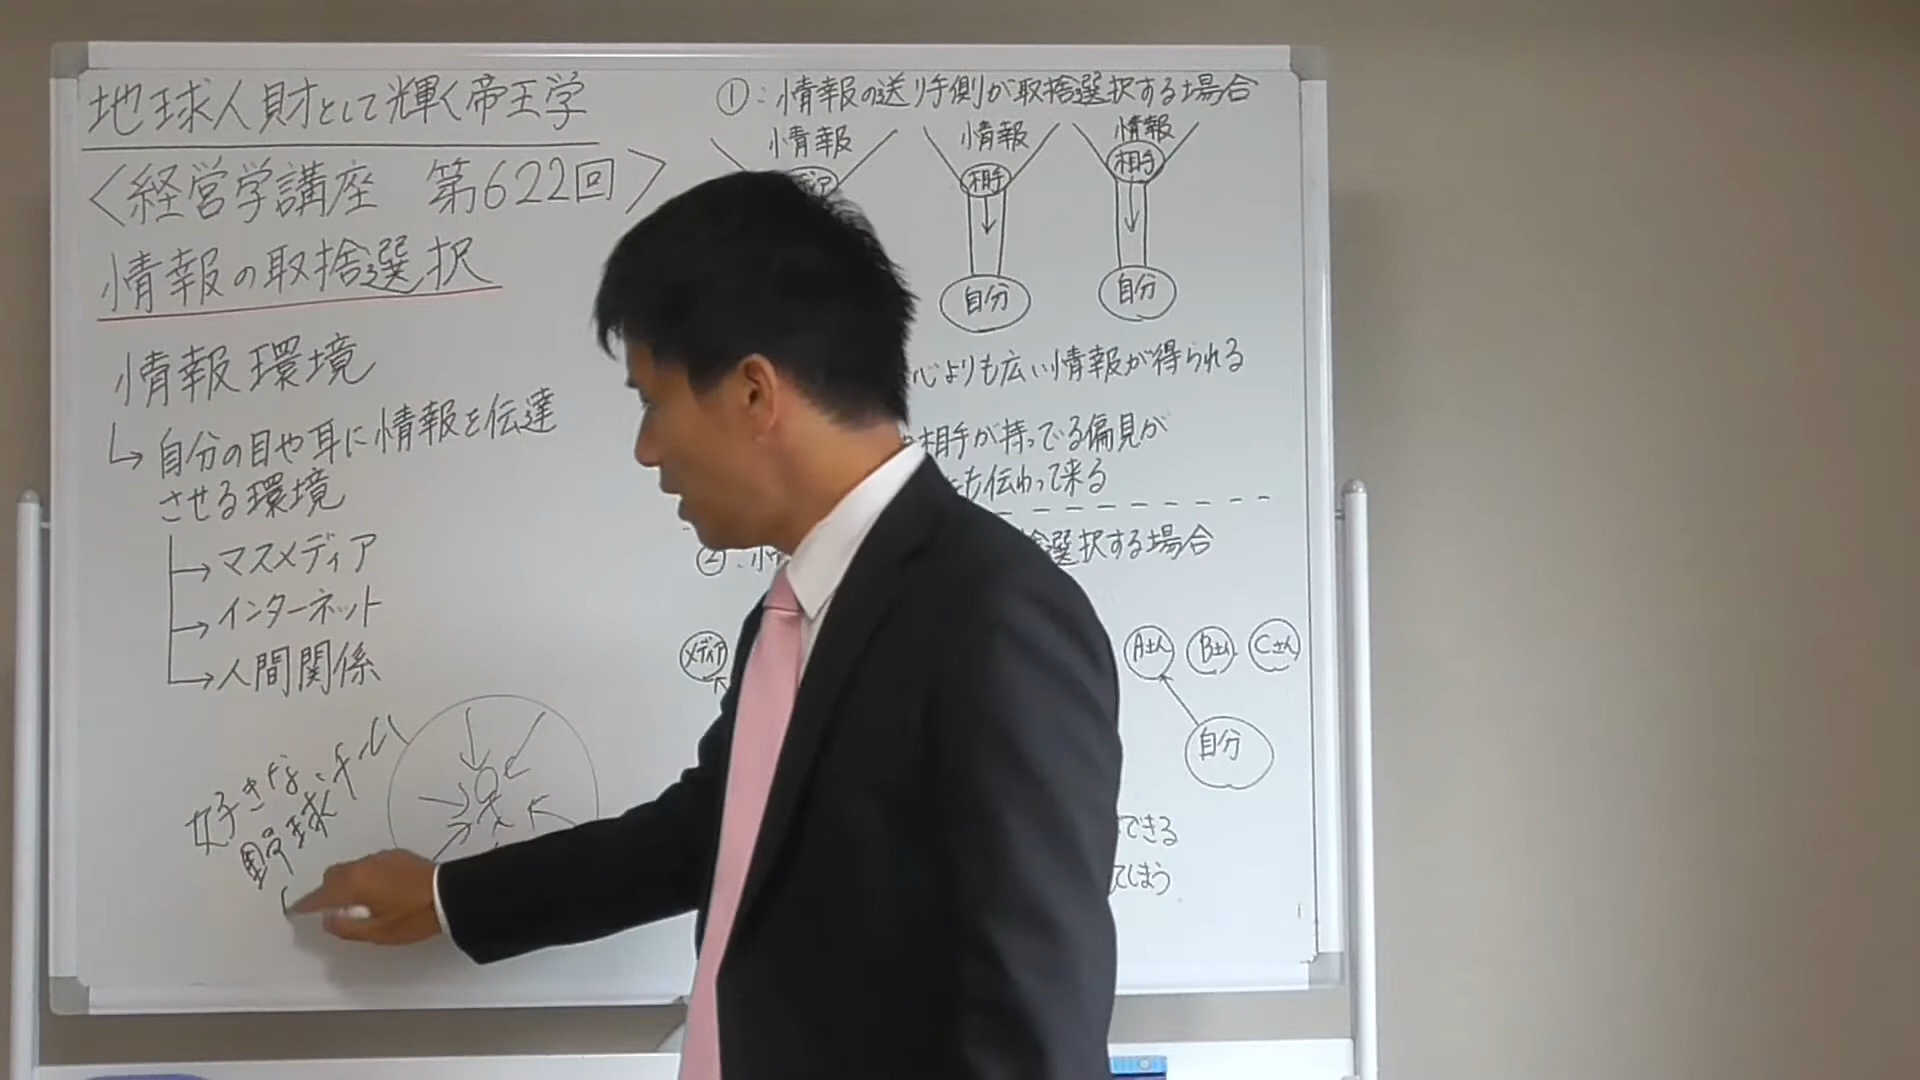 地球人財として輝く帝王学
〈経営学講座 第622回〉
情報の取捨選択
情報環境
↳自分の目や耳に情報を伝達
させる環境
→マスメディア
→インターネット
→人間関係
好きな
野球チーム
①:情報の送り手側が取捨選択する場合
情報 情報 情報
相手 相手
自分 自分
心よりも広い情報が得られる
相手が持ってる偏見が
伝わって来る
② 捨選択する場合
メディア Aさん Bさん Cさん
自分
できる
てしまう